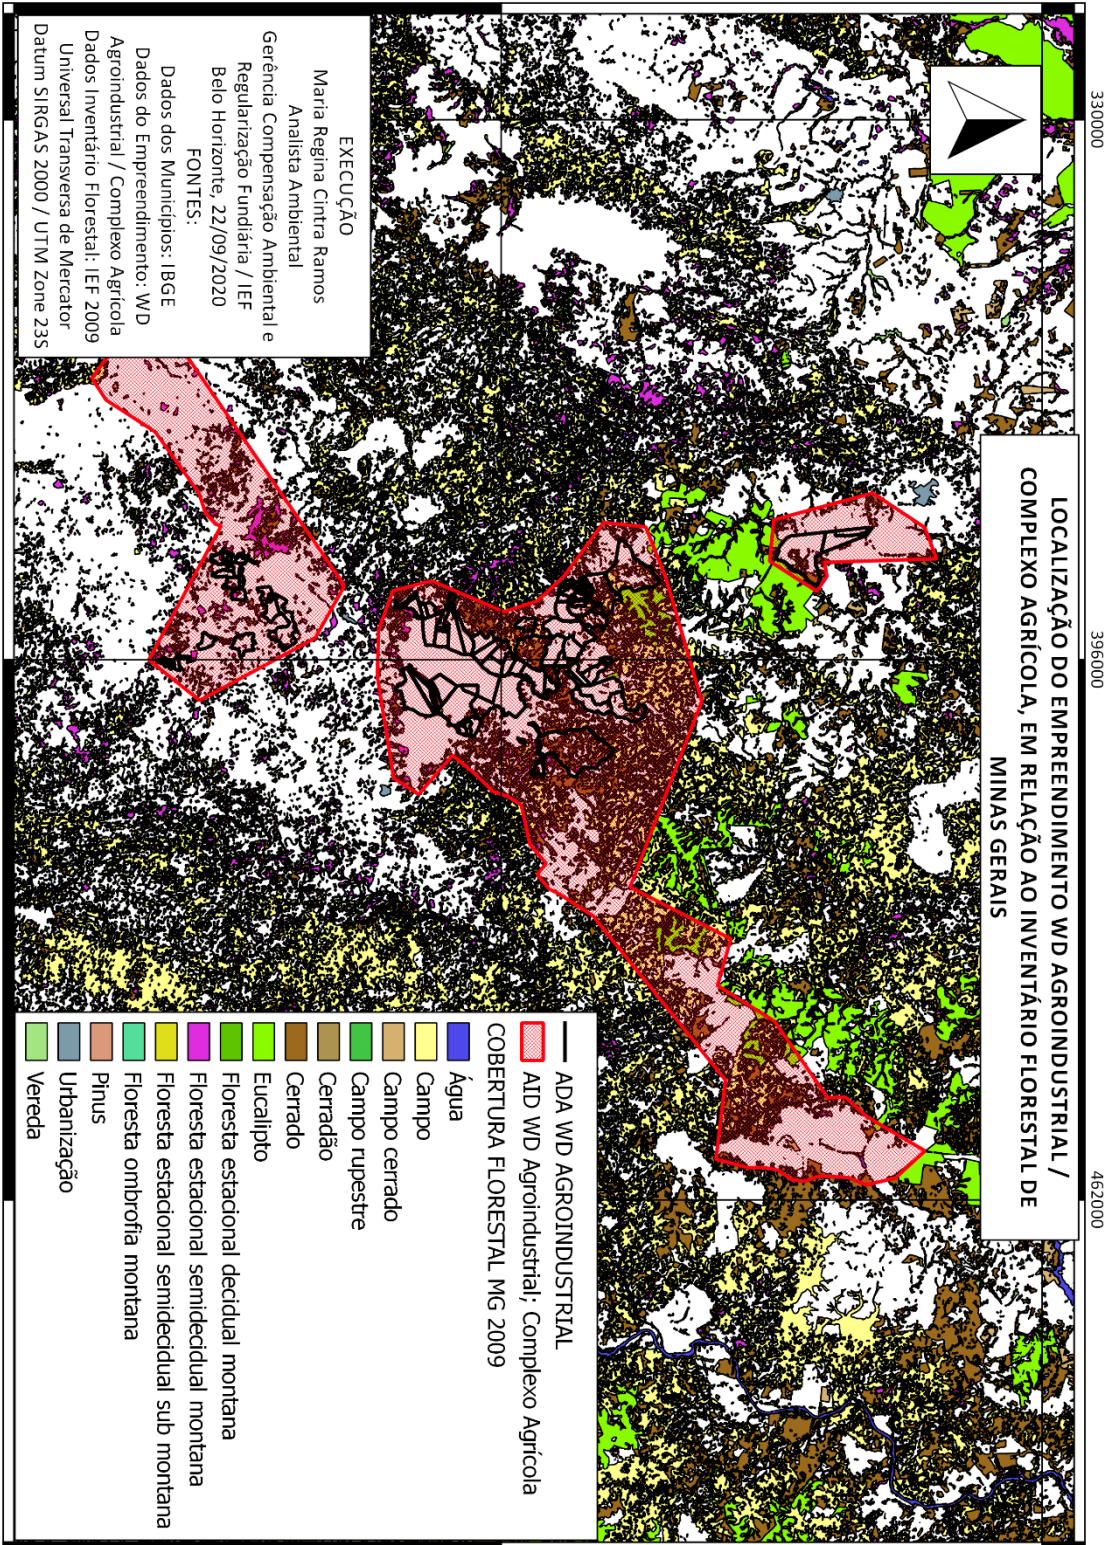 330000
396000
462000
LOCALIZAÇÃO DO EMPREENDIMENTO WD AGROINDUSTRIAL /
COMPLEXO AGRÍCOLA, EM RELAÇÃO AO INVENTÁRIO FLORESTAL DE
MINAS GERAIS
EXECUÇÃO
Maria Regina Cintra Ramos
Analista Ambiental
Gerência Compensação Ambiental e
Regularização Fundiária / IEF
Belo Horizonte, 22/09/2020
FONTES:
Dados dos Municípios: IBGE
Dados do Empreendimento: WD
Agroindustrial / Complexo Agrícola
Dados Inventário Florestal: IEF 2009
Universal Transversa de Mercator
Datum SIRGAS 2000 / UTM Zone 23S
ADA WD AGROINDUSTRIAL
AID WD Agroindustrial; Complexo Agrícola
COBERTURA FLORESTAL MG 2009
Água
Campo
Campo cerrado
Campo rupestre
Cerradão
Cerrado
Eucalipto
Floresta estacional decidual montana
Floresta estacional semidecidual montana
Floresta estacional semidecidual sub montana
Floresta ombrofia montana
Pinus
Urbanização
Vereda